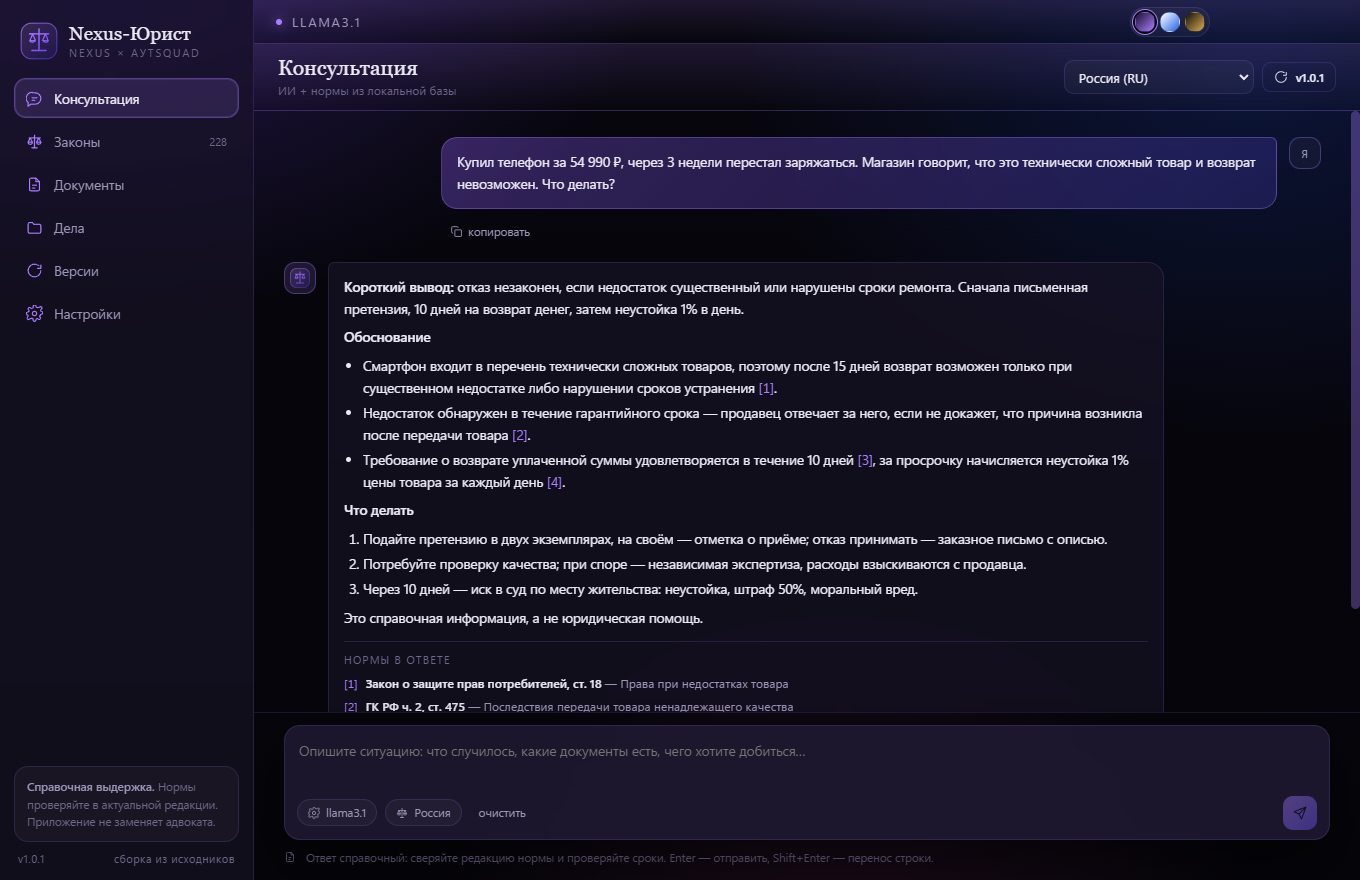 Nexus-Юрист
NEXUS × АУТSQUAD
Консультация
Законы 228
Документы
Дела
Версии
Настройки
Справочная выдержка. Нормы
проверяйте в актуальной редакции.
Приложение не заменяет адвоката.
v1.0.1 сборка из исходников
LLAMA3.1
Консультация
ИИ + нормы из локальной базы
Россия (RU)
v1.0.1
Купил телефон за 54 990 ₽, через 3 недели перестал заряжаться. Магазин говорит, что это технически сложный товар и возврат
невозможен. Что делать?
Я
копировать
Короткий вывод: отказ незаконен, если недостаток существенный или нарушены сроки ремонта. Сначала письменная
претензия, 10 дней на возврат денег, затем неустойка 1% в день.
Обоснование
• Смартфон входит в перечень технически сложных товаров, поэтому после 15 дней возврат возможен только при
существенном недостатке либо нарушении сроков устранения [1].
• Недостаток обнаружен в течение гарантийного срока — продавец отвечает за него, если не докажет, что причина возникла
после передачи товара [2].
• Требование о возврате уплаченной суммы удовлетворяется в течение 10 дней [3], за просрочку начисляется неустойка 1%
цены товара за каждый день [4].
Что делать
1. Подайте претензию в двух экземплярах, на своём — отметка о приёме; отказ принимать — заказное письмо с описью.
2. Потребуйте проверку качества; при споре — независимая экспертиза, расходы взыскиваются с продавца.
3. Через 10 дней — иск в суд по месту жительства: неустойка, штраф 50%, моральный вред.
Это справочная информация, а не юридическая помощь.
НОРМЫ В ОТВЕТЕ
[1] Закон о защите прав потребителей, ст. 18 — Права при недостатках товара
[2] ГК РФ ч. 2, ст. 475 — Последствия передачи товара ненадлежащего качества
Опишите ситуацию: что случилось, какие документы есть, чего хотите добиться...
llama3.1
Россия
очистить
Ответ справочный: сверяйте редакцию нормы и проверяйте сроки. Enter — отправить, Shift+Enter — перенос строки.